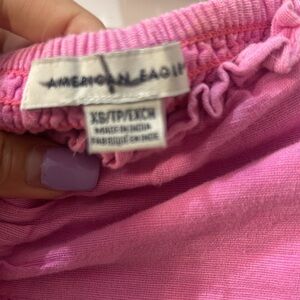 AMERICAN EAGLE
XS/TP/EXCH
MADE IN INDIA
FABRIQUÉ EN INDE